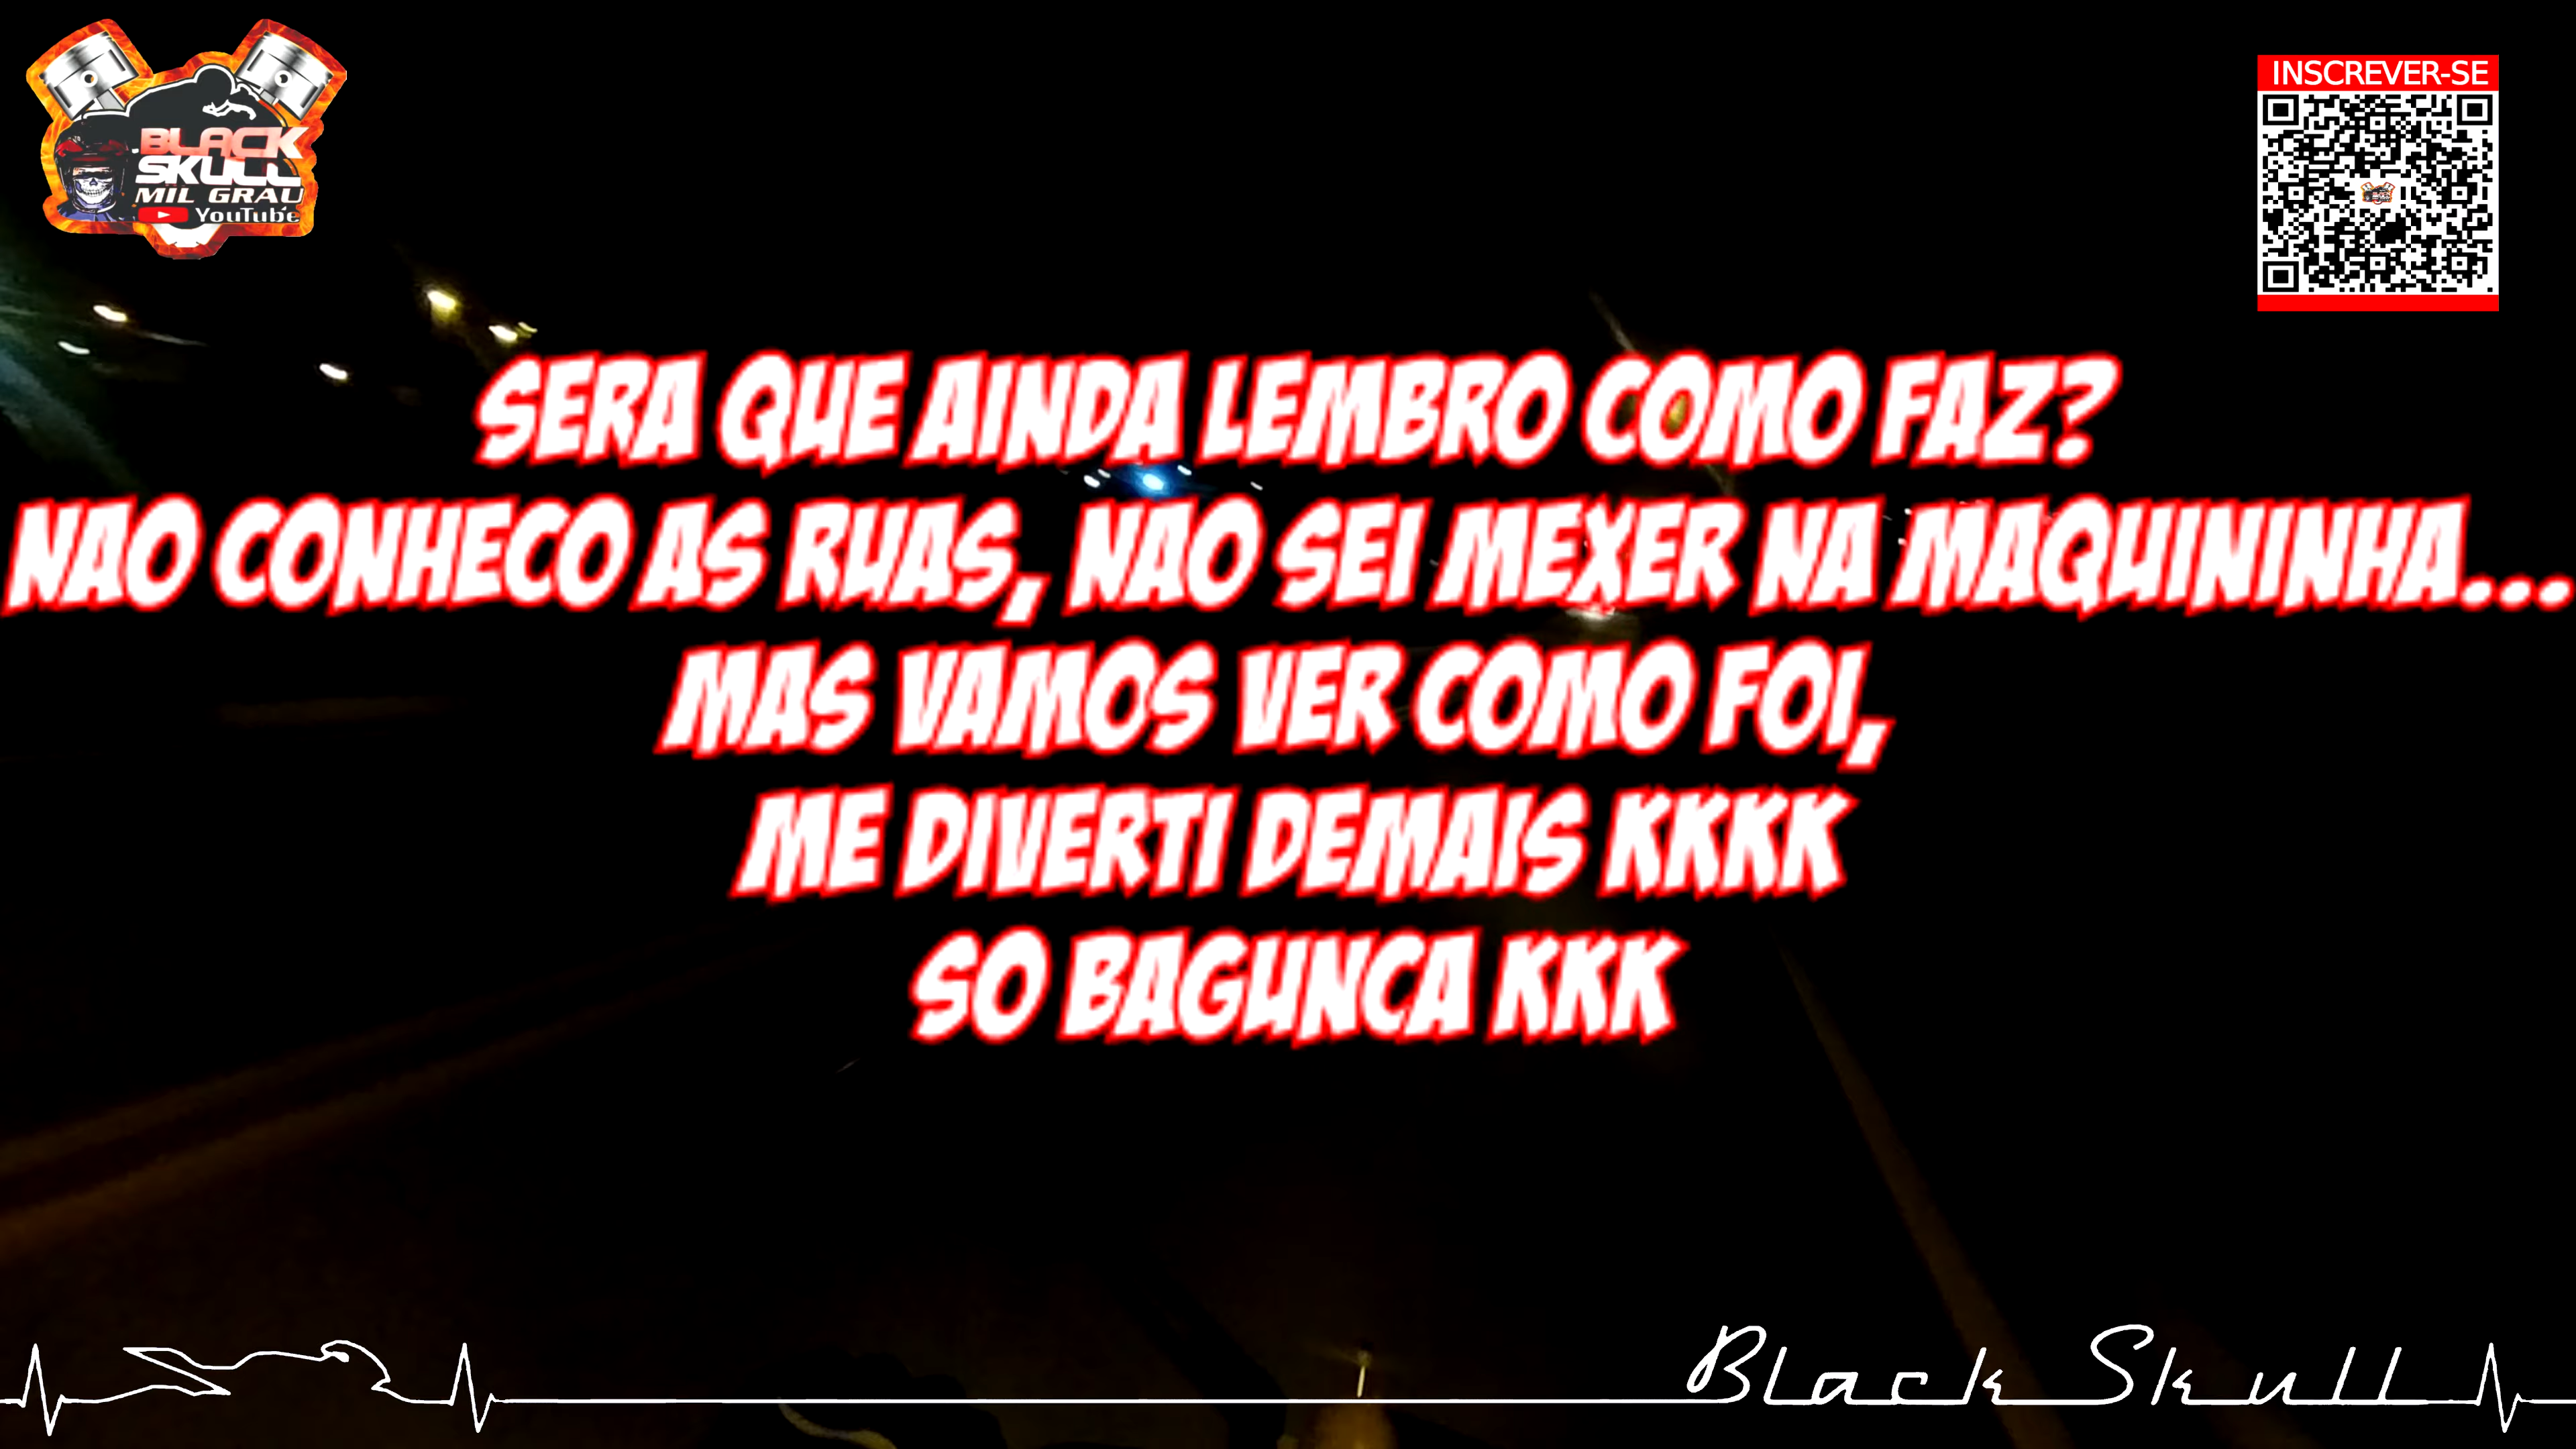 BLACK
SKULL
MIL GRAU
YouTube
INSCREVER-SE
SERA QUE AINDA LEMBRO COMO FAZ?
NAO CONHECO AS RUAS, NAO SEI MEXER NA MAQUININHA...
MAS VAMOS VER COMO FOI,
ME DIVERTI DEMAIS KKKK
SO BAGUNCA KKK
Black Skull